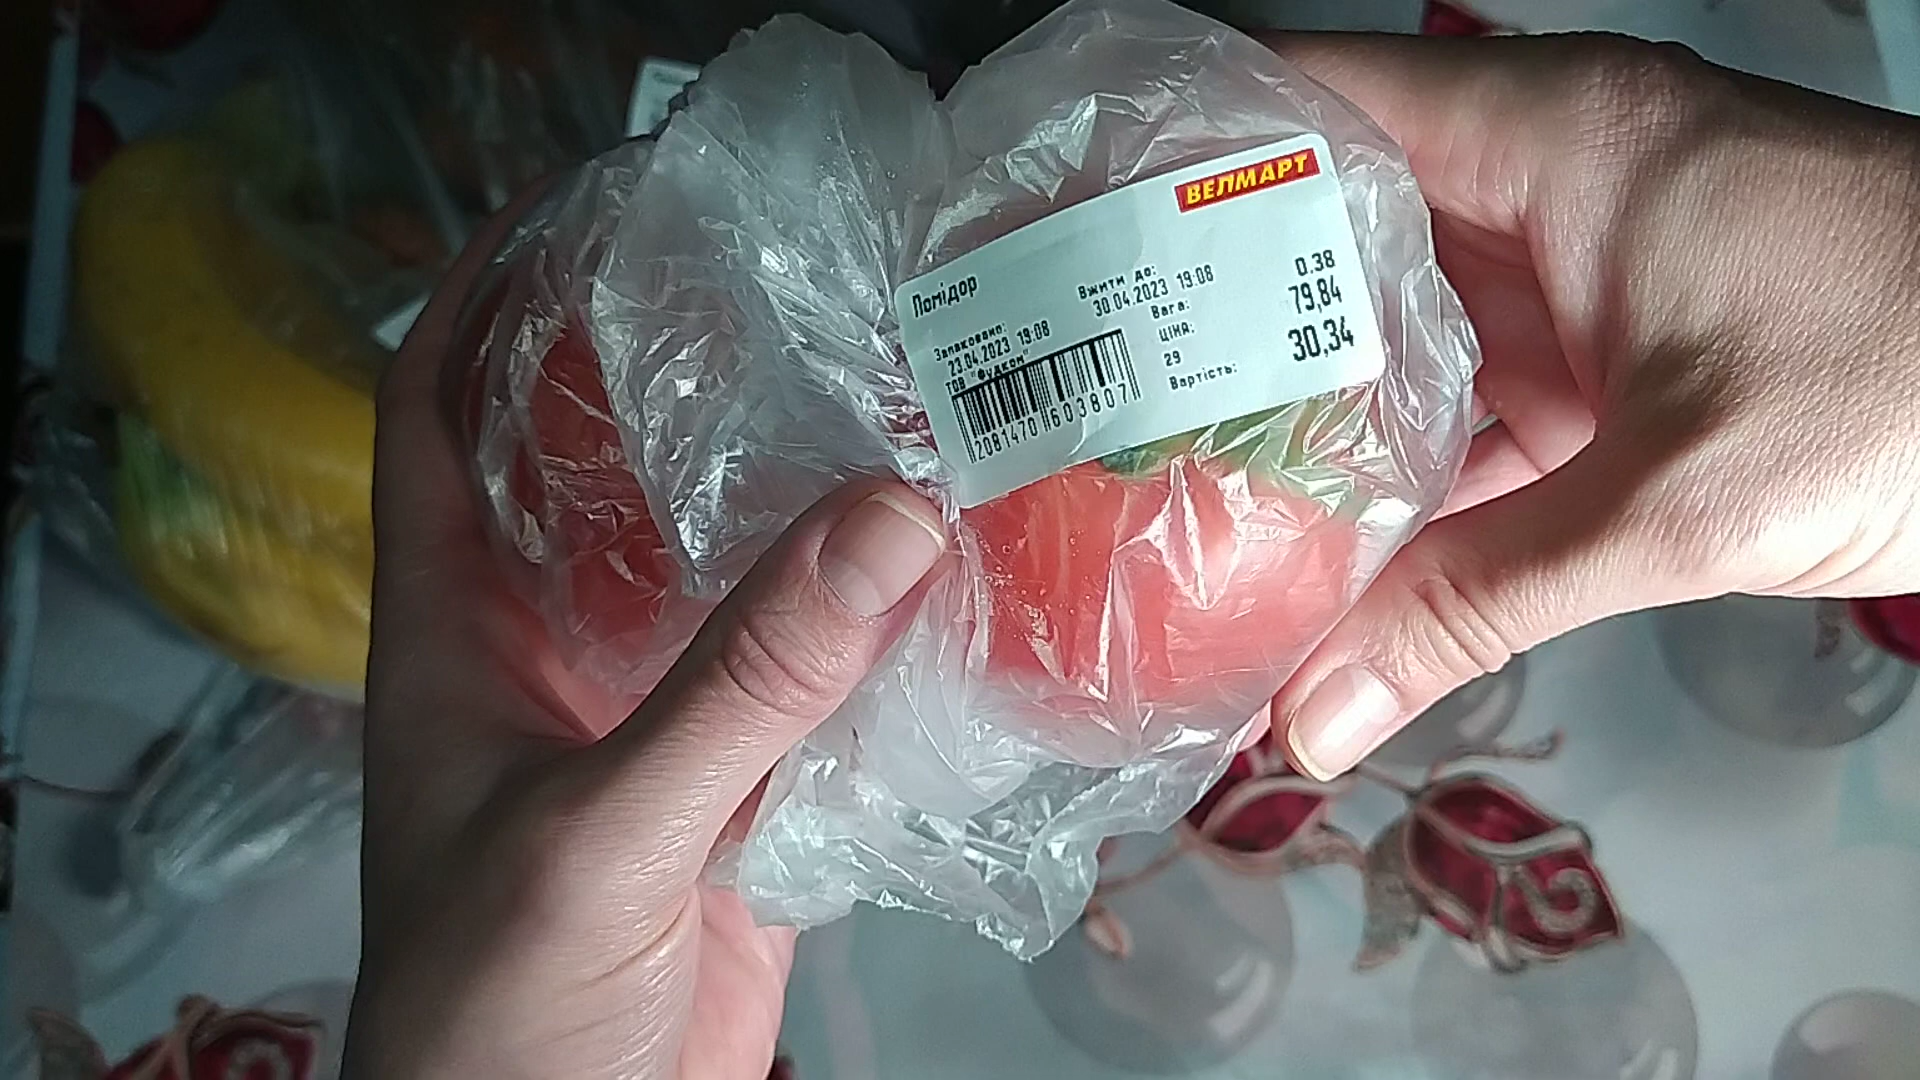 ВЕЛМАРТ
Помідор
Запаковано:
23.04.2023 19:08
ТОВ "Фудком"
Вжити до:
30.04.2023 19:08
Вага: 0.38
ЦІНА: 79,84
29
Вартість: 30,34
2081470 603807